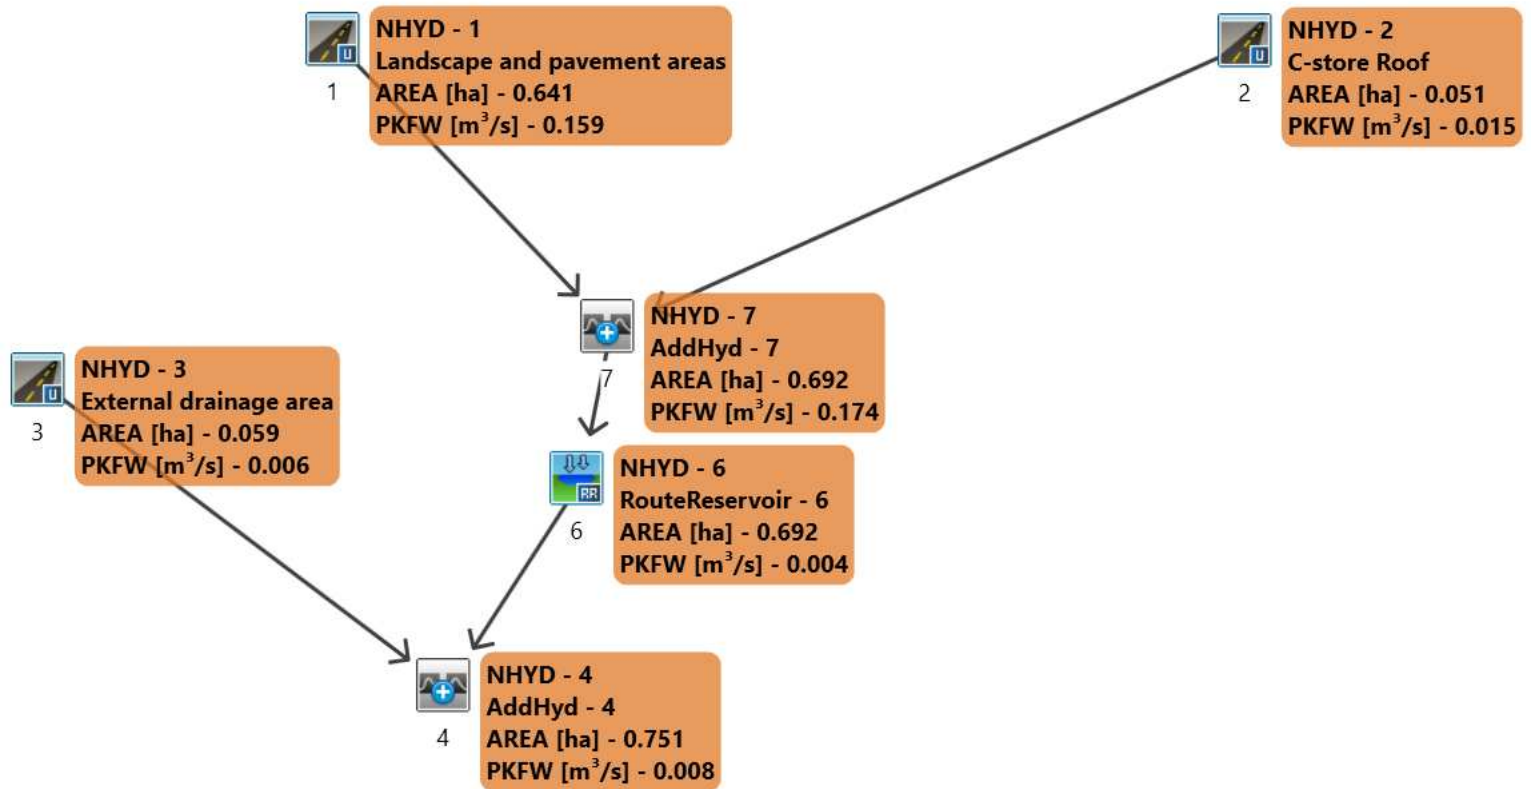 NHYD - 1
Landscape and pavement areas
AREA [ha] - 0.641
PKFW [m³/s] - 0.159
U
1
NHYD - 2
C-store Roof
AREA [ha] - 0.051
PKFW [m³/s] - 0.015
U
2
NHYD - 7
AddHyd - 7
AREA [ha] - 0.692
PKFW [m³/s] - 0.174
7
NHYD - 3
External drainage area
AREA [ha] - 0.059
PKFW [m³/s] - 0.006
U
3
NHYD - 6
RouteReservoir - 6
AREA [ha] - 0.692
PKFW [m³/s] - 0.004
RR
6
NHYD - 4
AddHyd - 4
AREA [ha] - 0.751
PKFW [m³/s] - 0.008
4